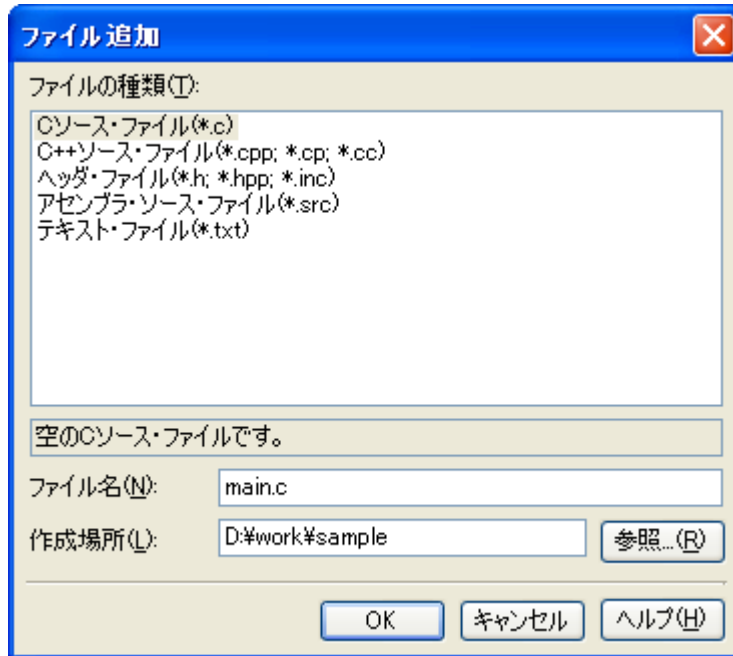 ファイル追加
ファイルの種類(T):
Cソース・ファイル(*.c)
C++ソース・ファイル(*.cpp; *.cp; *.cc)
ヘッダ・ファイル(*.h; *.hpp; *.inc)
アセンブラ・ソース・ファイル(*.src)
テキスト・ファイル(*.txt)
空のCソース・ファイルです。
ファイル名(N): main.c
作成場所(L): D:¥work¥sample 参照...(R)
OK キャンセル ヘルプ(H)